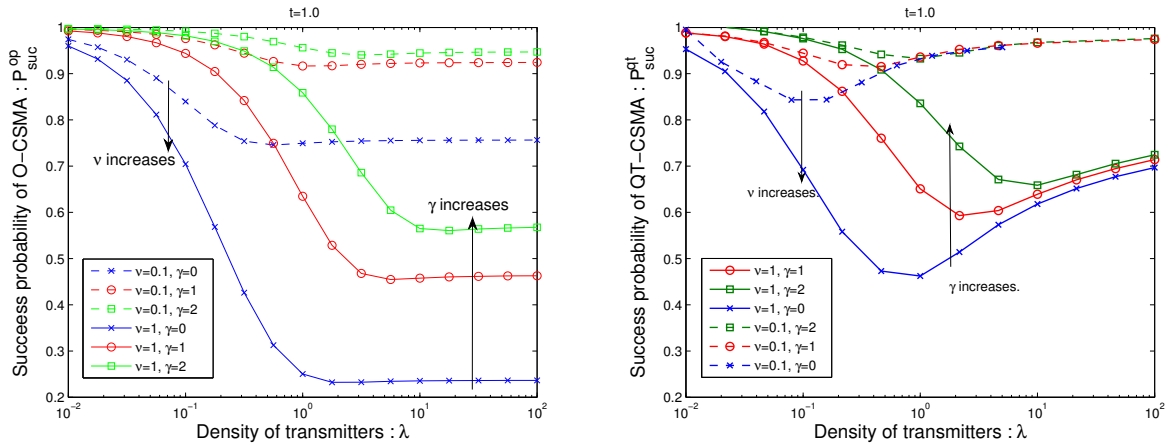 t=1.0
Succeess probability of O−CSMA : P^op_suc
1
0.9
0.8
0.7
0.6
0.5
0.4
0.3
0.2
ν increases
γ increases
ν=0.1, γ=0
ν=0.1, γ=1
ν=0.1, γ=2
ν=1, γ=0
ν=1, γ=1
ν=1, γ=2
10^−2 10^−1 10^0 10^1 10^2
Density of transmitters : λ
t=1.0
Success probability of QT−CSMA : P^qt_suc
1
0.9
0.8
0.7
0.6
0.5
0.4
0.3
0.2
ν increases.
γ increases.
ν=1, γ=1
ν=1, γ=2
ν=1, γ=0
ν=0.1, γ=2
ν=0.1, γ=1
ν=0.1, γ=0
10^−2 10^−1 10^0 10^1 10^2
Density of transmitters : λ